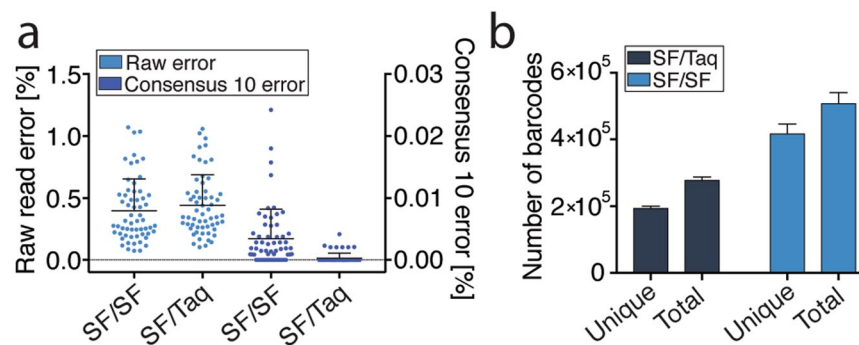 a
Raw error
Consensus 10 error
Raw read error [%]
1.5
1.0
0.5
0.0
Consensus 10 error [%]
0.03
0.02
0.01
0.00
SF/SF
SF/Taq
SF/SF
SF/Taq
b
SF/Taq
SF/SF
Number of barcodes
6×10⁵
4×10⁵
2×10⁵
0
Unique
Total
Unique
Total